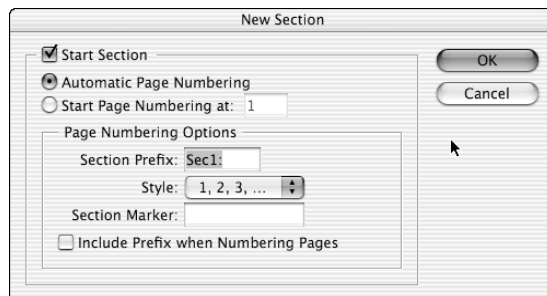 New Section
Start Section
OK
Automatic Page Numbering
Start Page Numbering at: 1
Cancel
Page Numbering Options
Section Prefix: Sec1:
Style: 1, 2, 3, ...
Section Marker:
Include Prefix when Numbering Pages